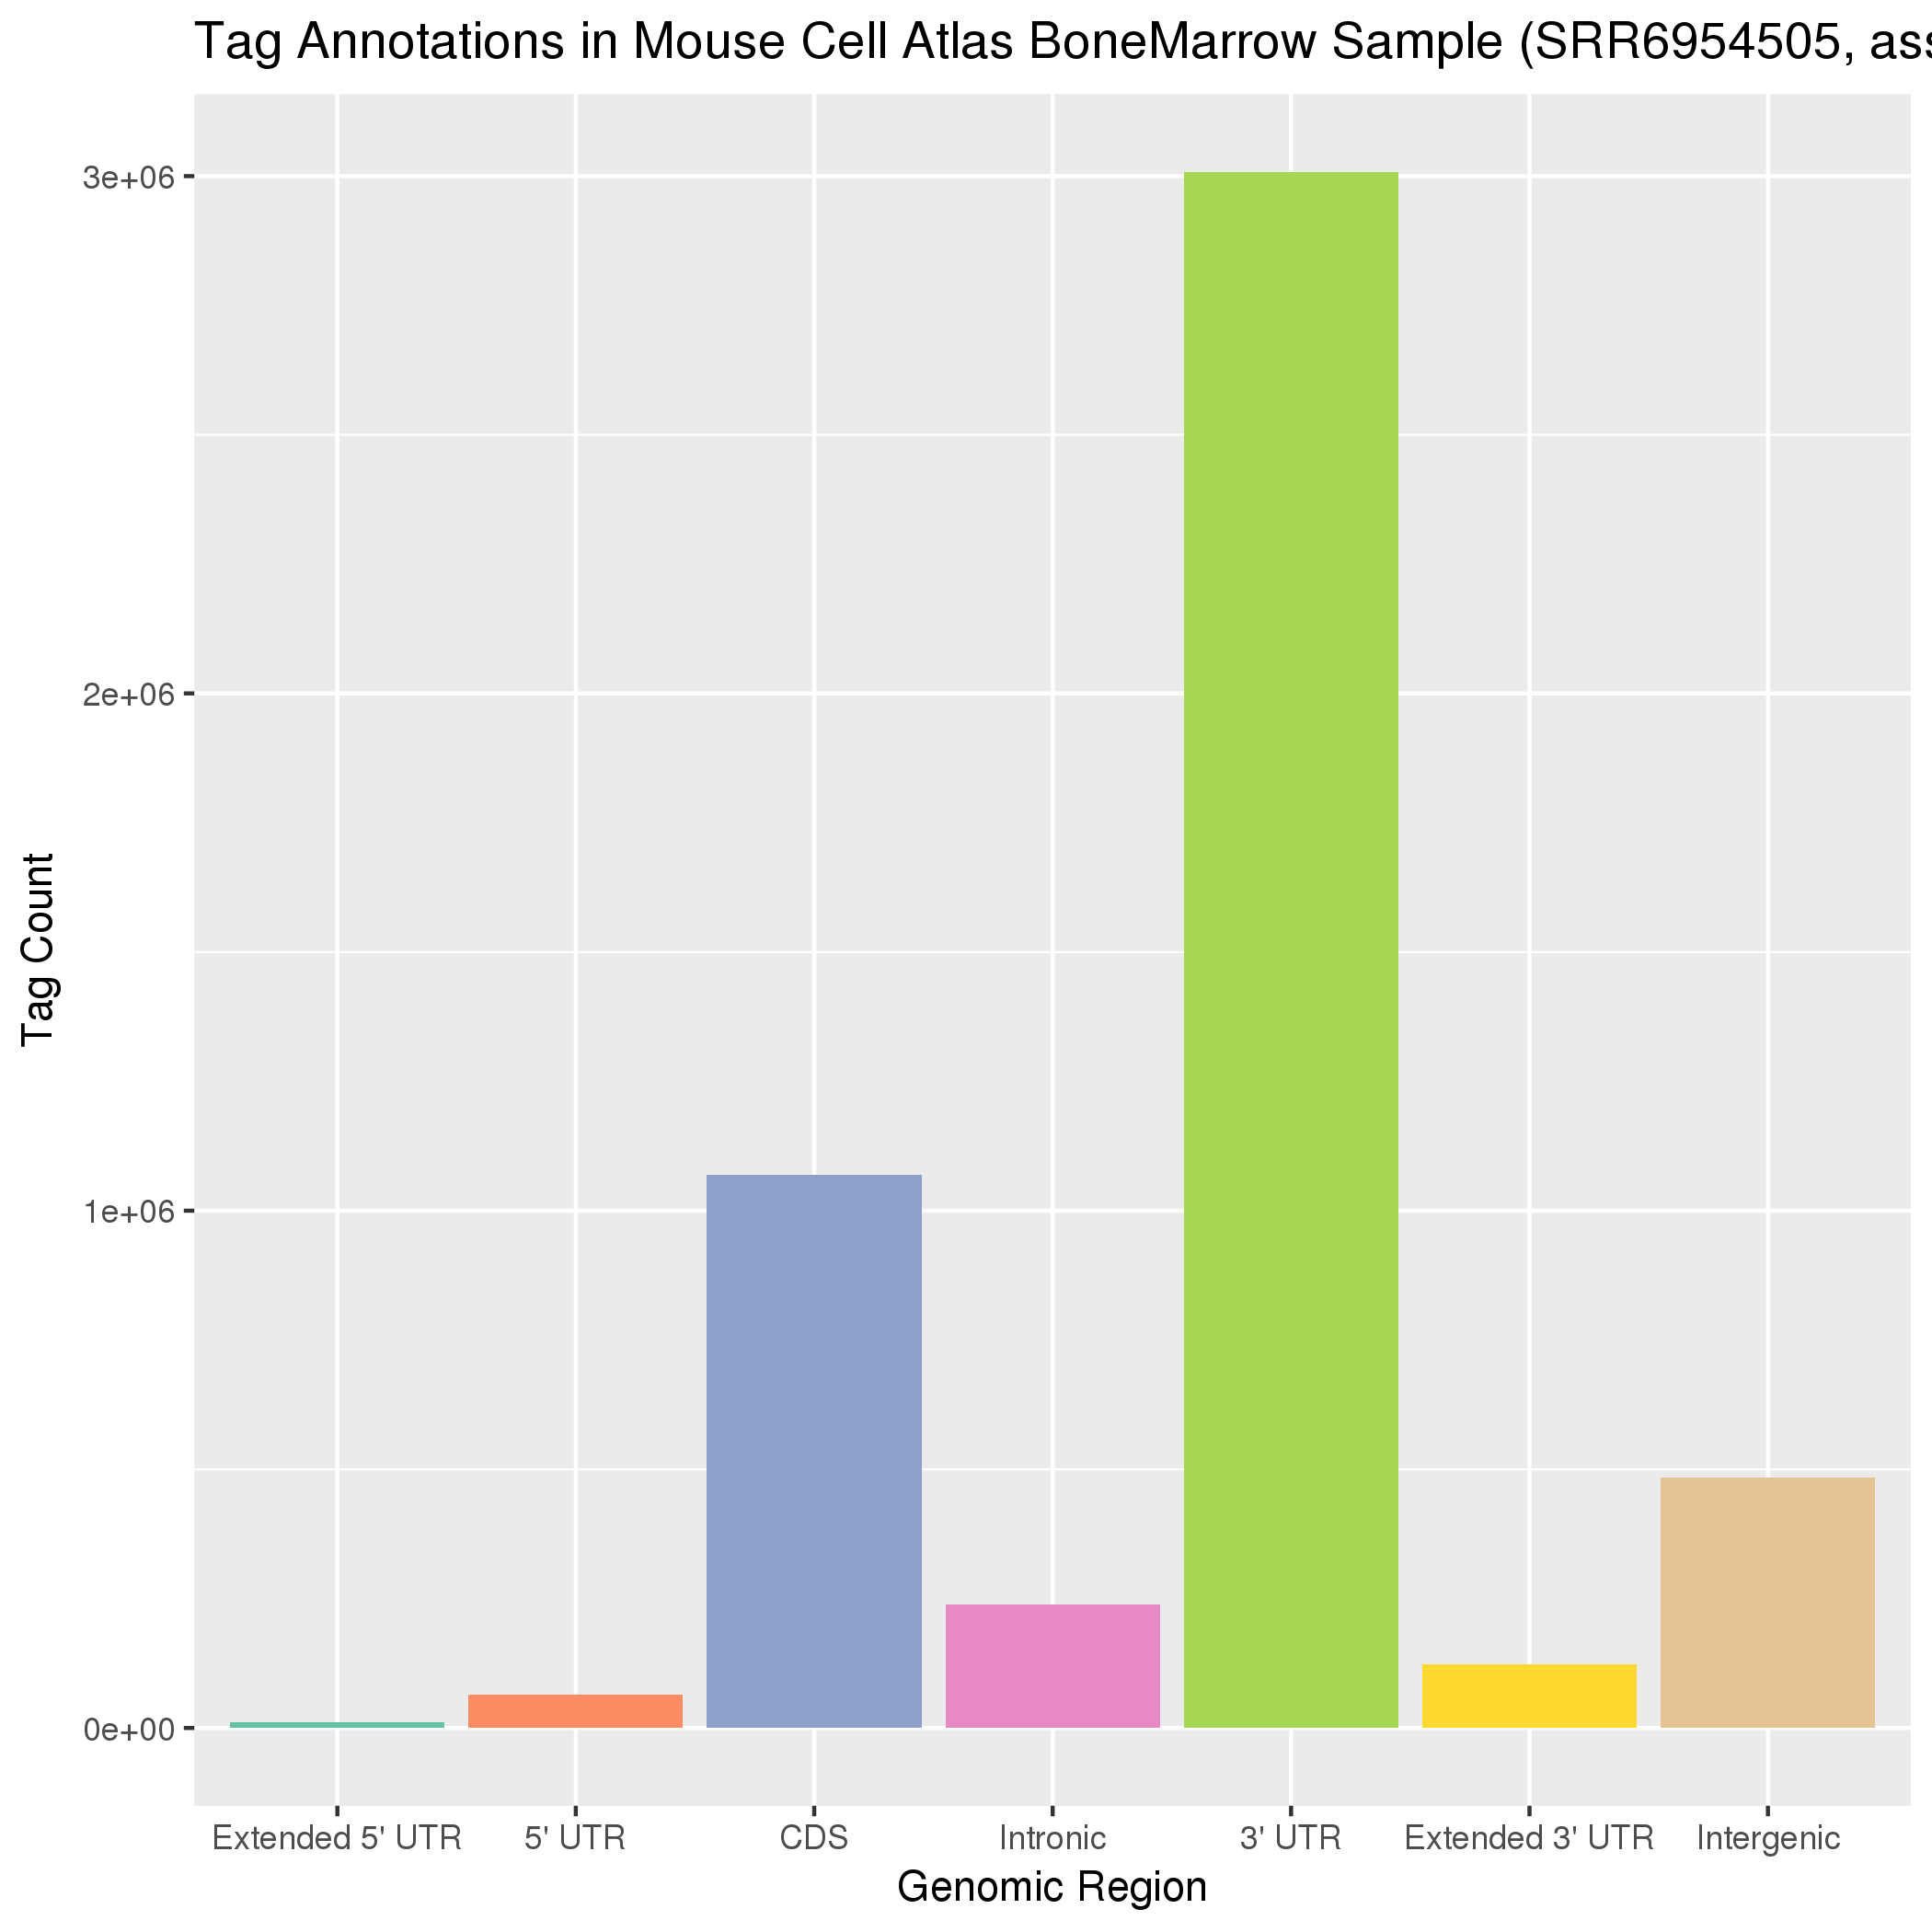 Tag Annotations in Mouse Cell Atlas BoneMarrow Sample (SRR6954505,
3e+06
2e+06
1e+06
0e+00
Tag Count
Extended 5' UTR
5' UTR
CDS
Intronic
3' UTR
Extended 3' UTR
Intergenic
Genomic Region